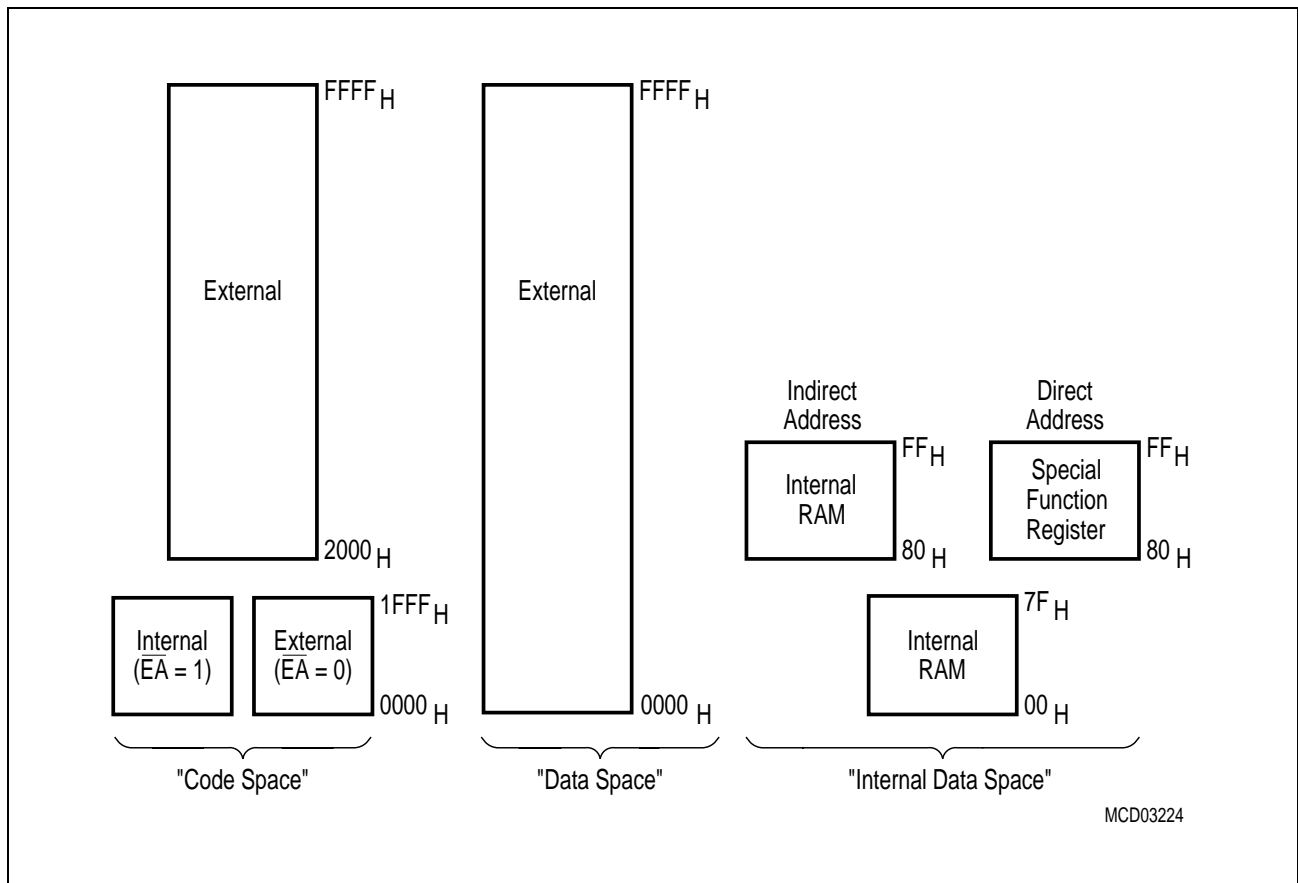 FFFF H
External
2000 H
Internal
(EA = 1)
External
(EA = 0)
1FFF H
0000 H
"Code Space"
FFFF H
External
0000 H
"Data Space"
Indirect
Address
FF H
Internal
RAM
80 H
Direct
Address
FF H
Special
Function
Register
80 H
7F H
Internal
RAM
00 H
"Internal Data Space"
MCD03224